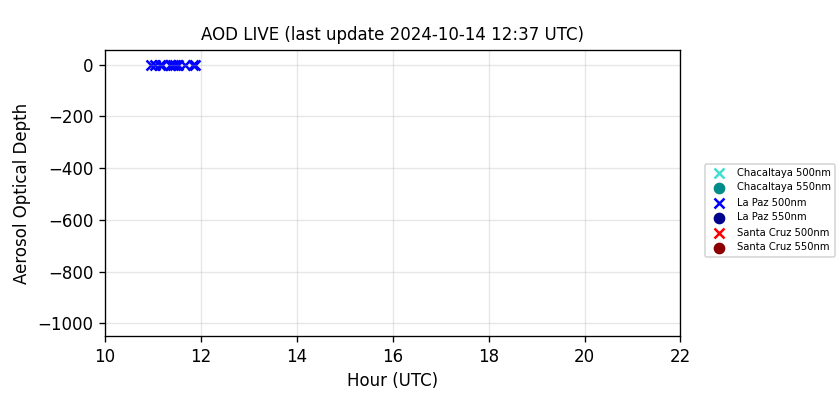 AOD LIVE (last update 2024-10-14 12:37 UTC)
Aerosol Optical Depth
0
−200
−400
−600
−800
−1000
10 12 14 16 18 20 22
Hour (UTC)
Chacaltaya 500nm
Chacaltaya 550nm
La Paz 500nm
La Paz 550nm
Santa Cruz 500nm
Santa Cruz 550nm